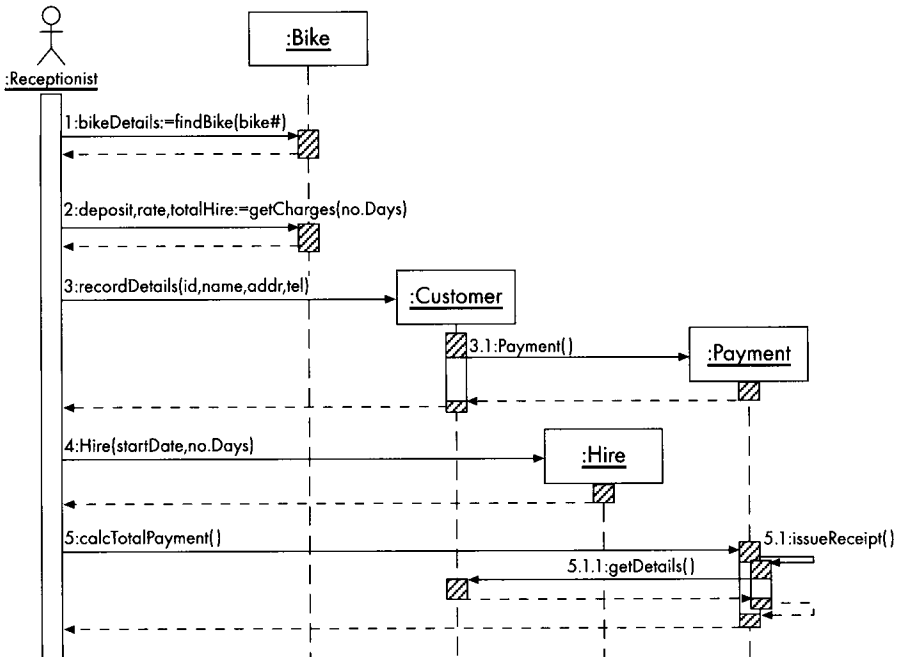 :Bike
:Receptionist
1:bikeDetails:=findBike(bike#)
2:deposit,rate,totalHire:=getCharges(no.Days)
3:recordDetails(id,name,addr,tel)
:Customer
3.1:Payment()
:Payment
4:Hire(startDate,no.Days)
:Hire
5:calcTotalPayment()
5.1:issueReceipt()
5.1.1:getDetails()